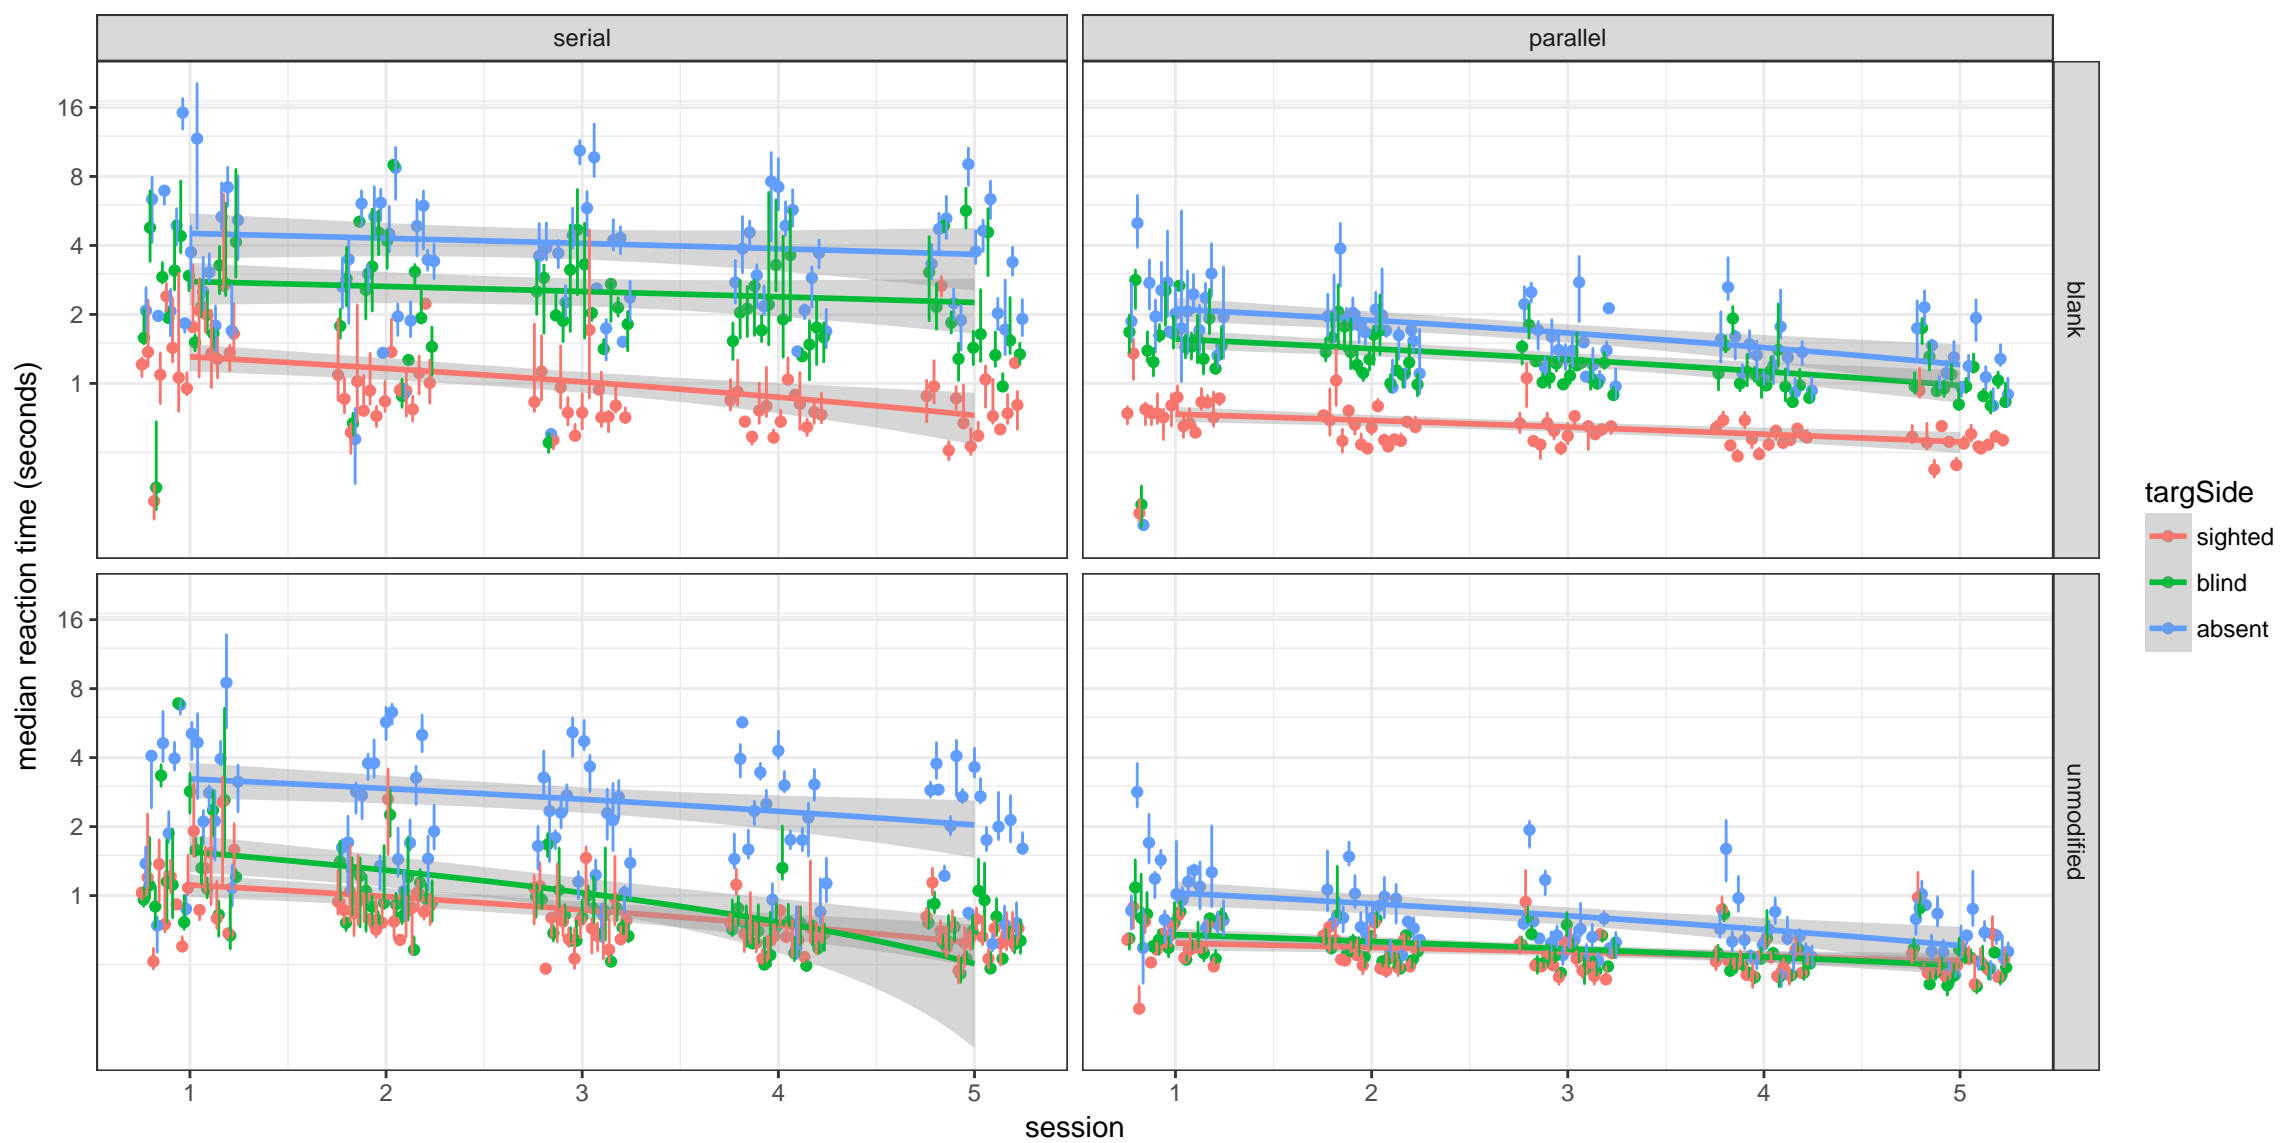 serial
parallel
16
8
4
2
1
blank
16
8
4
2
1
unmodified
1
2
3
4
5
1
2
3
4
5
session
median reaction time (seconds)
targSide
sighted
blind
absent